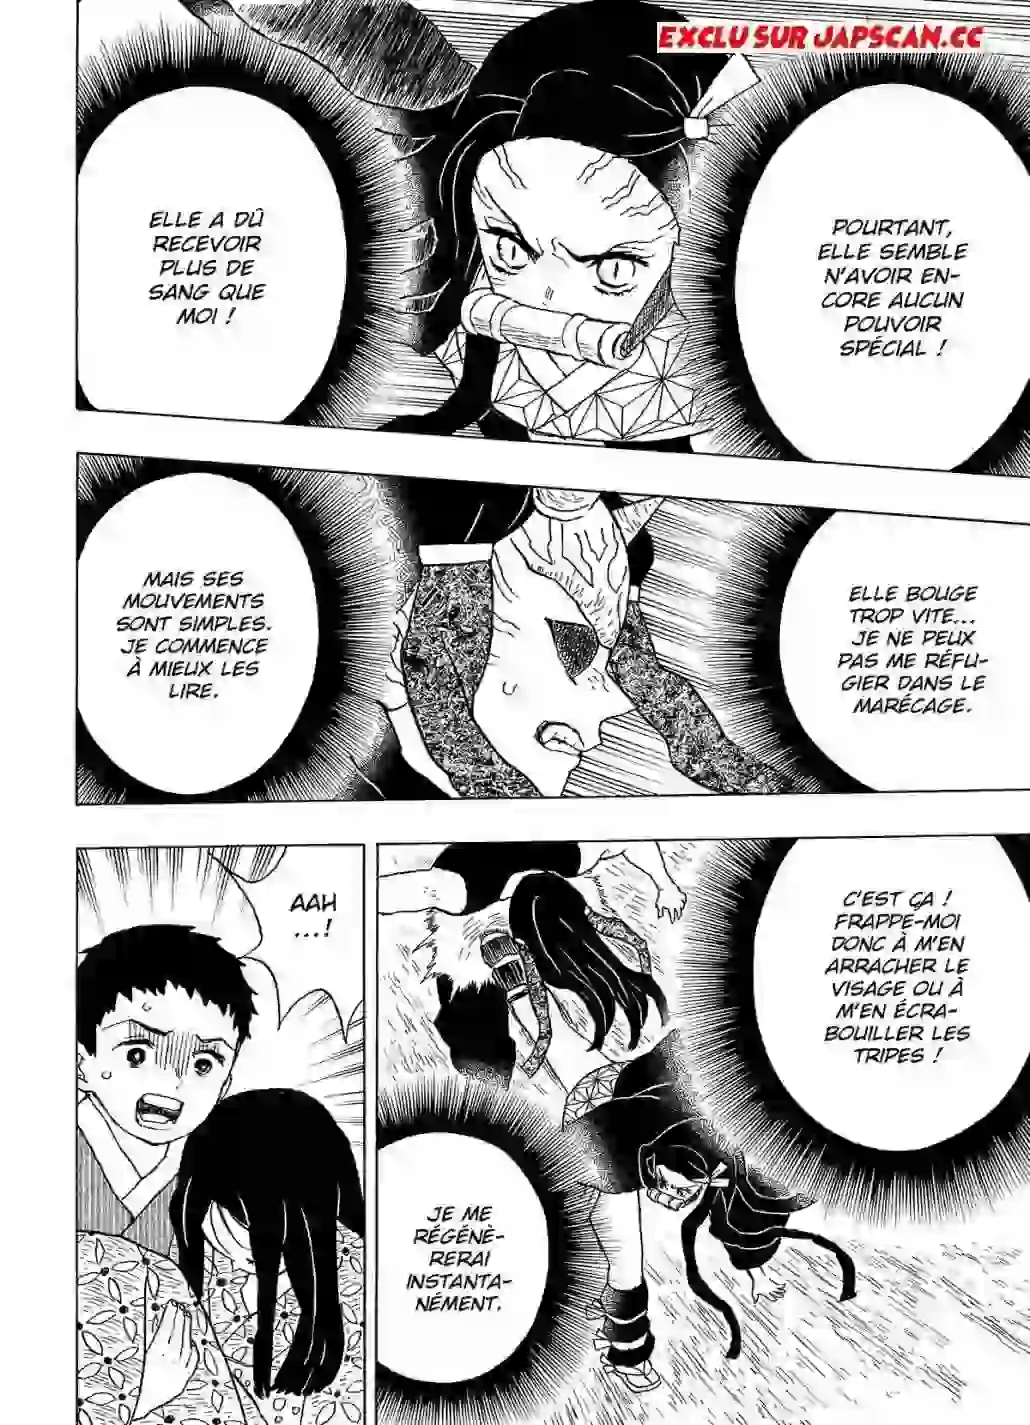 EXCLU SUR JAPSCAN.CC
POURTANT,
ELLE SEMBLE
N'AVOIR EN-
CORE AUCUN
POUVOIR
SPÉCIAL !
ELLE A DÛ
RECEVOIR
PLUS DE
SANG QUE
MOI !
ELLE BOUGE
TROP VITE...
JE NE PEUX
PAS ME RÉFU-
GIER DANS LE
MARÉCAGE.
MAIS SES
MOUVEMENTS
SONT SIMPLES.
JE COMMENCE
À MIEUX LES
LIRE.
C'EST ÇA !
FRAPPE-MOI
DONC À M'EN
ARRACHER LE
VISAGE OU À
M'EN ÉCRA-
BOUILLER LES
TRIPES !
JE ME
RÉGÉNÈ-
RERAI
INSTANTA-
NÉMENT.
AAH
...!